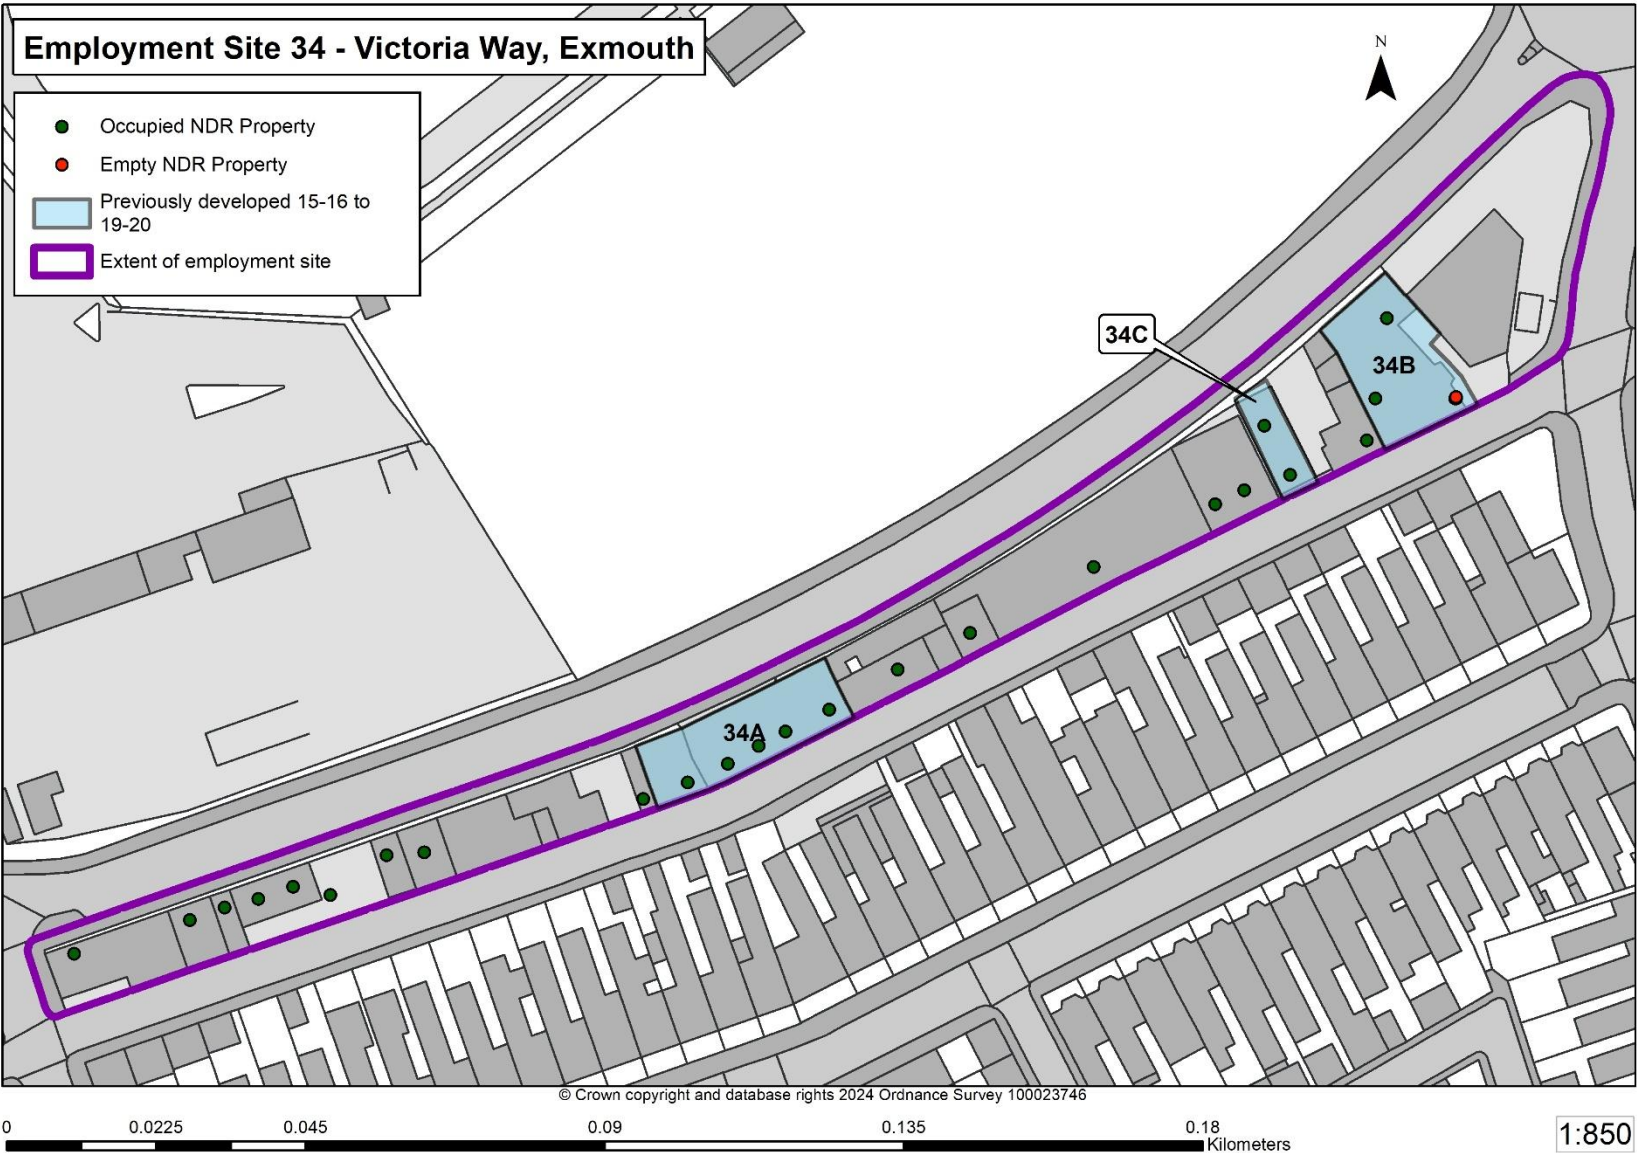 Employment Site 34 - Victoria Way, Exmouth
N
Occupied NDR Property
Empty NDR Property
Previously developed 15-16 to
19-20
Extent of employment site
34C
34B
34A
© Crown copyright and database rights 2024 Ordnance Survey 100023746
0 0.0225 0.045 0.09 0.135 0.18
Kilometers
1:850